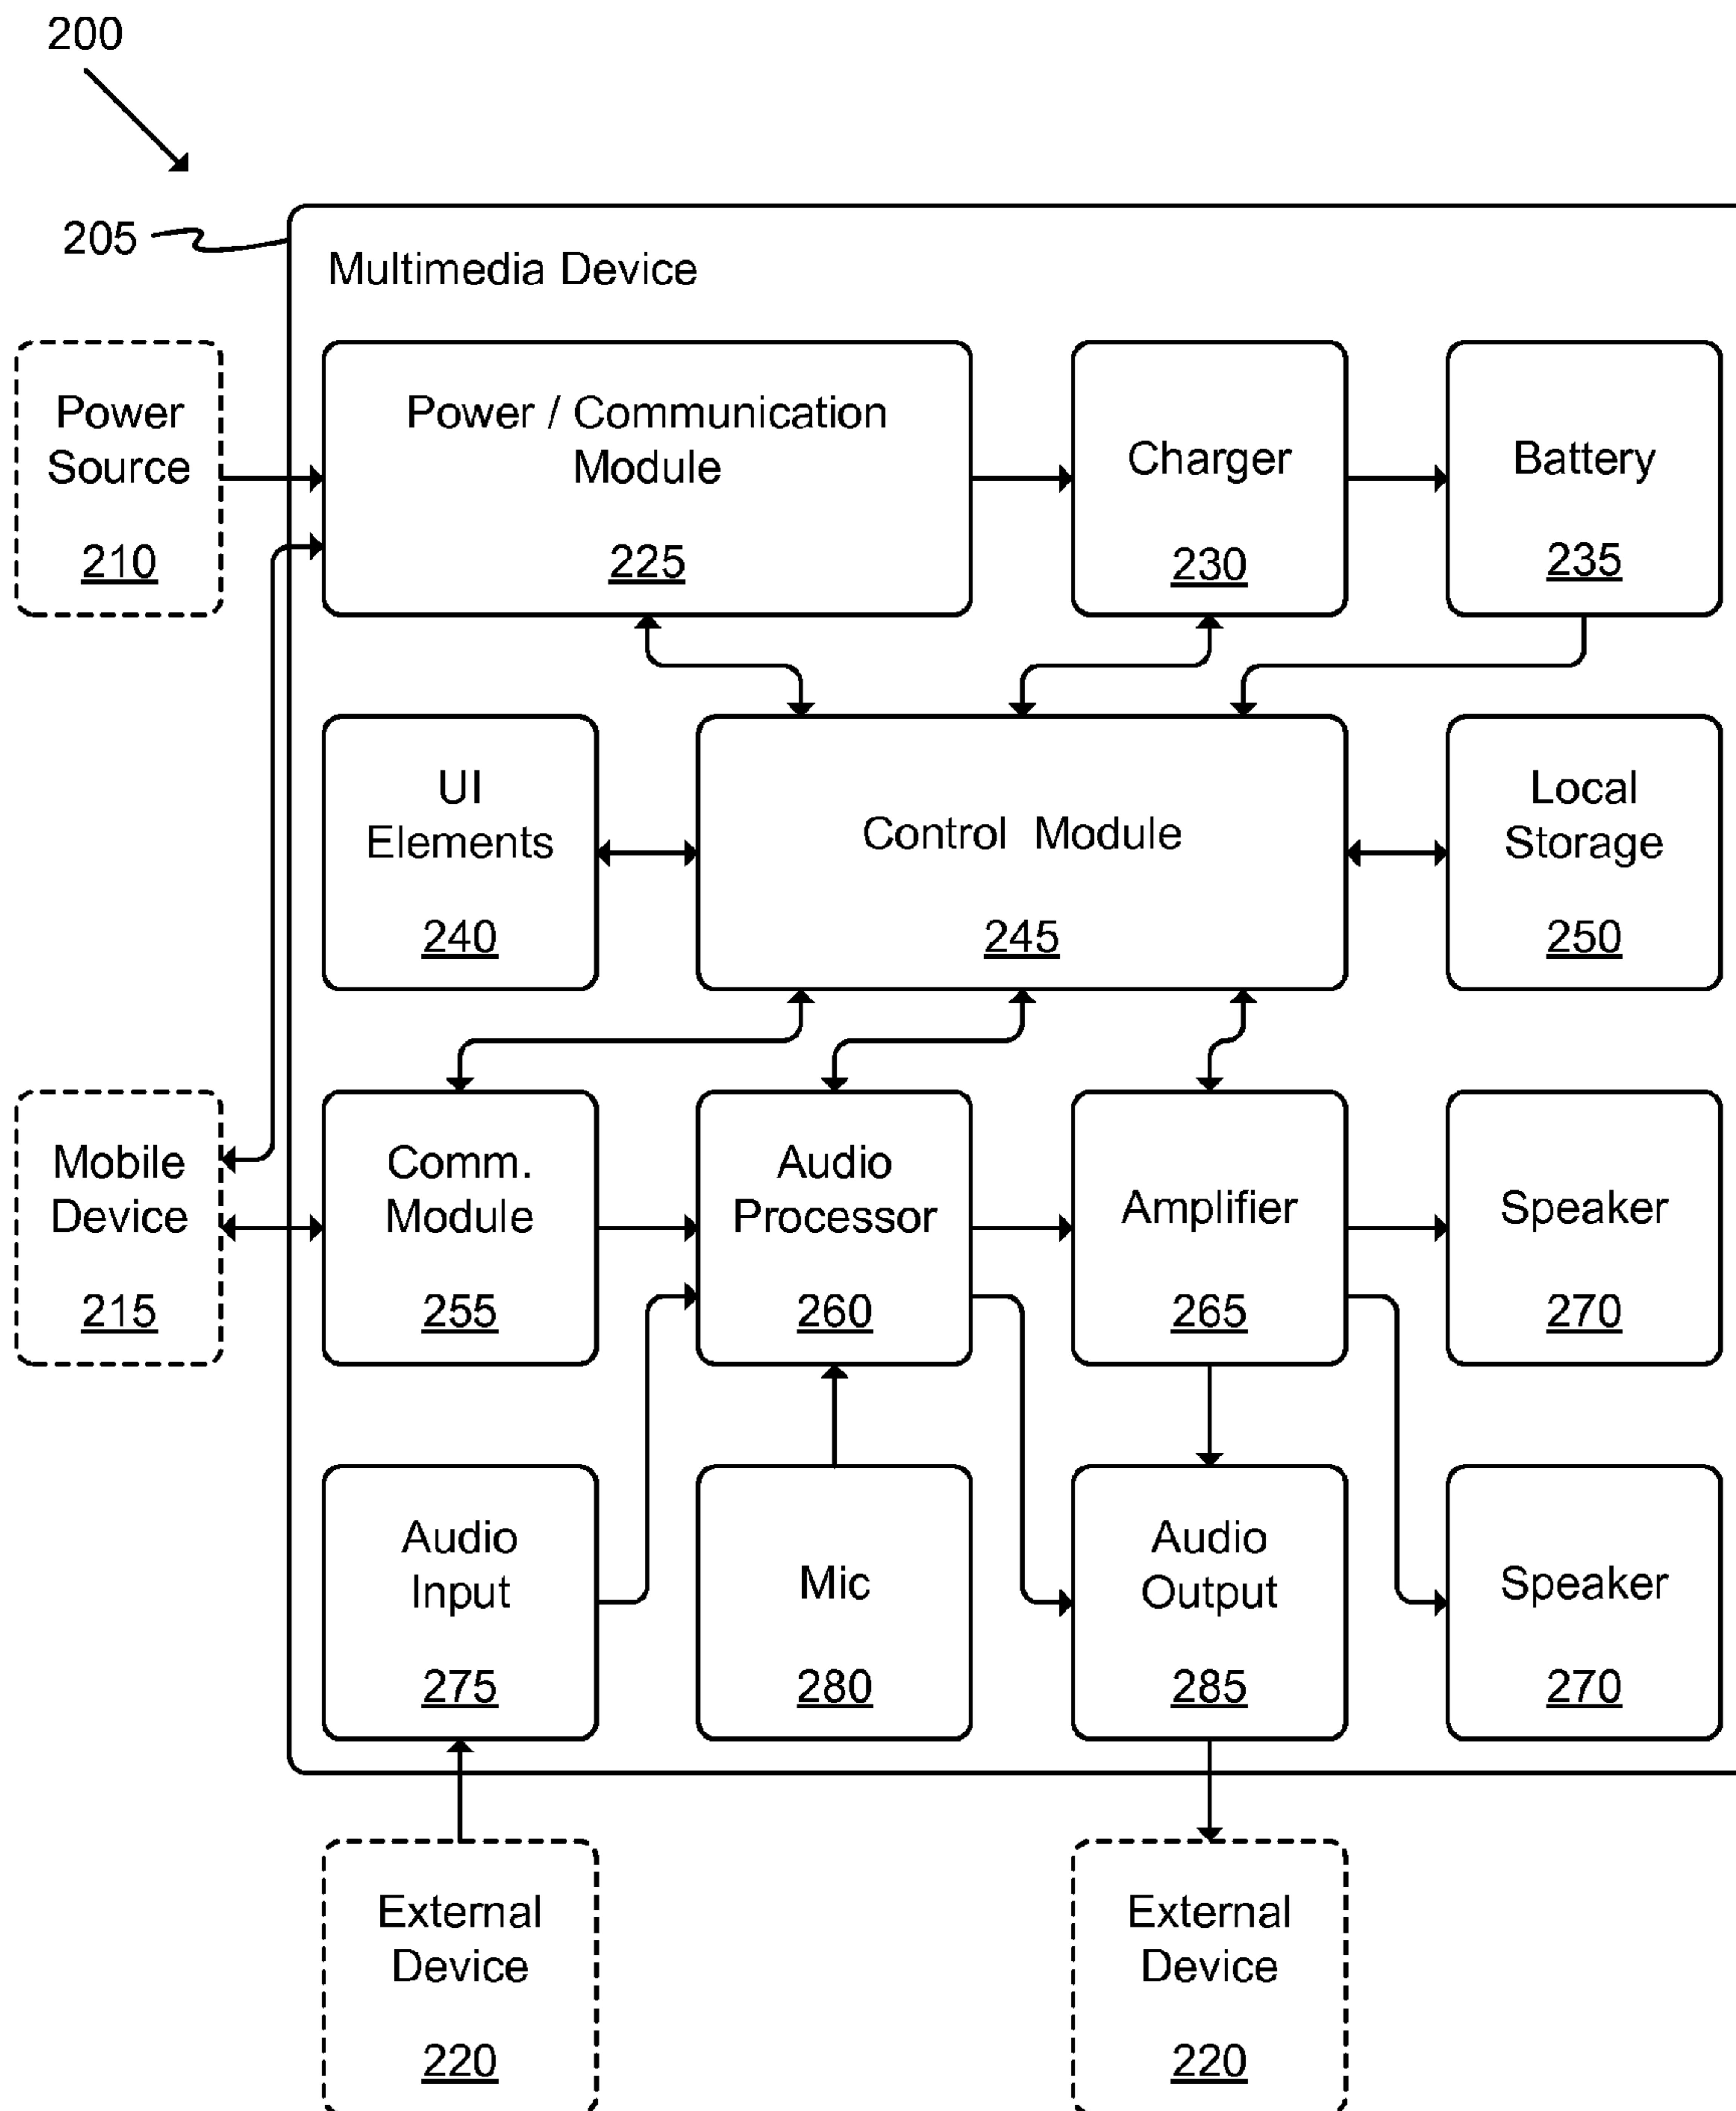 200
205
Multimedia Device
Power
Source
210
Power / Communication
Module
225
Charger
230
Battery
235
UI
Elements
240
Control Module
245
Local
Storage
250
Mobile
Device
215
Comm.
Module
255
Audio
Processor
260
Amplifier
265
Speaker
270
Audio
Input
275
Mic
280
Audio
Output
285
Speaker
270
External
Device
220
External
Device
220